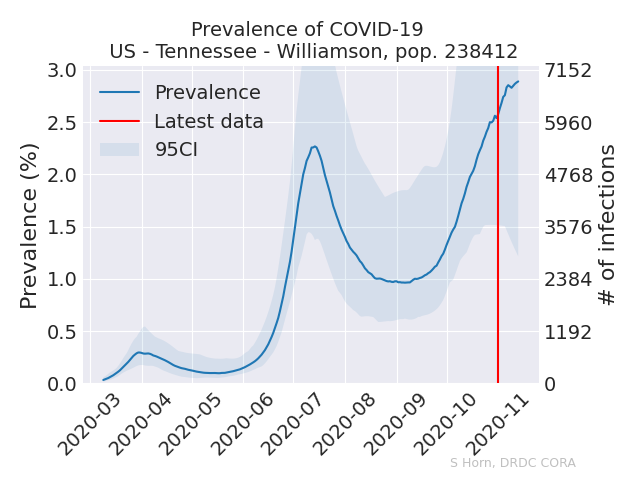 Prevalence of COVID-19
US - Tennessee - Williamson, pop. 238412
Prevalence
Latest data
95CI
Prevalence (%)
3.0
2.5
2.0
1.5
1.0
0.5
0.0
7152
5960
4768
3576
2384
1192
0
# of infections
2020-03
2020-04
2020-05
2020-06
2020-07
2020-08
2020-09
2020-10
2020-11
S Horn, DRDC CORA